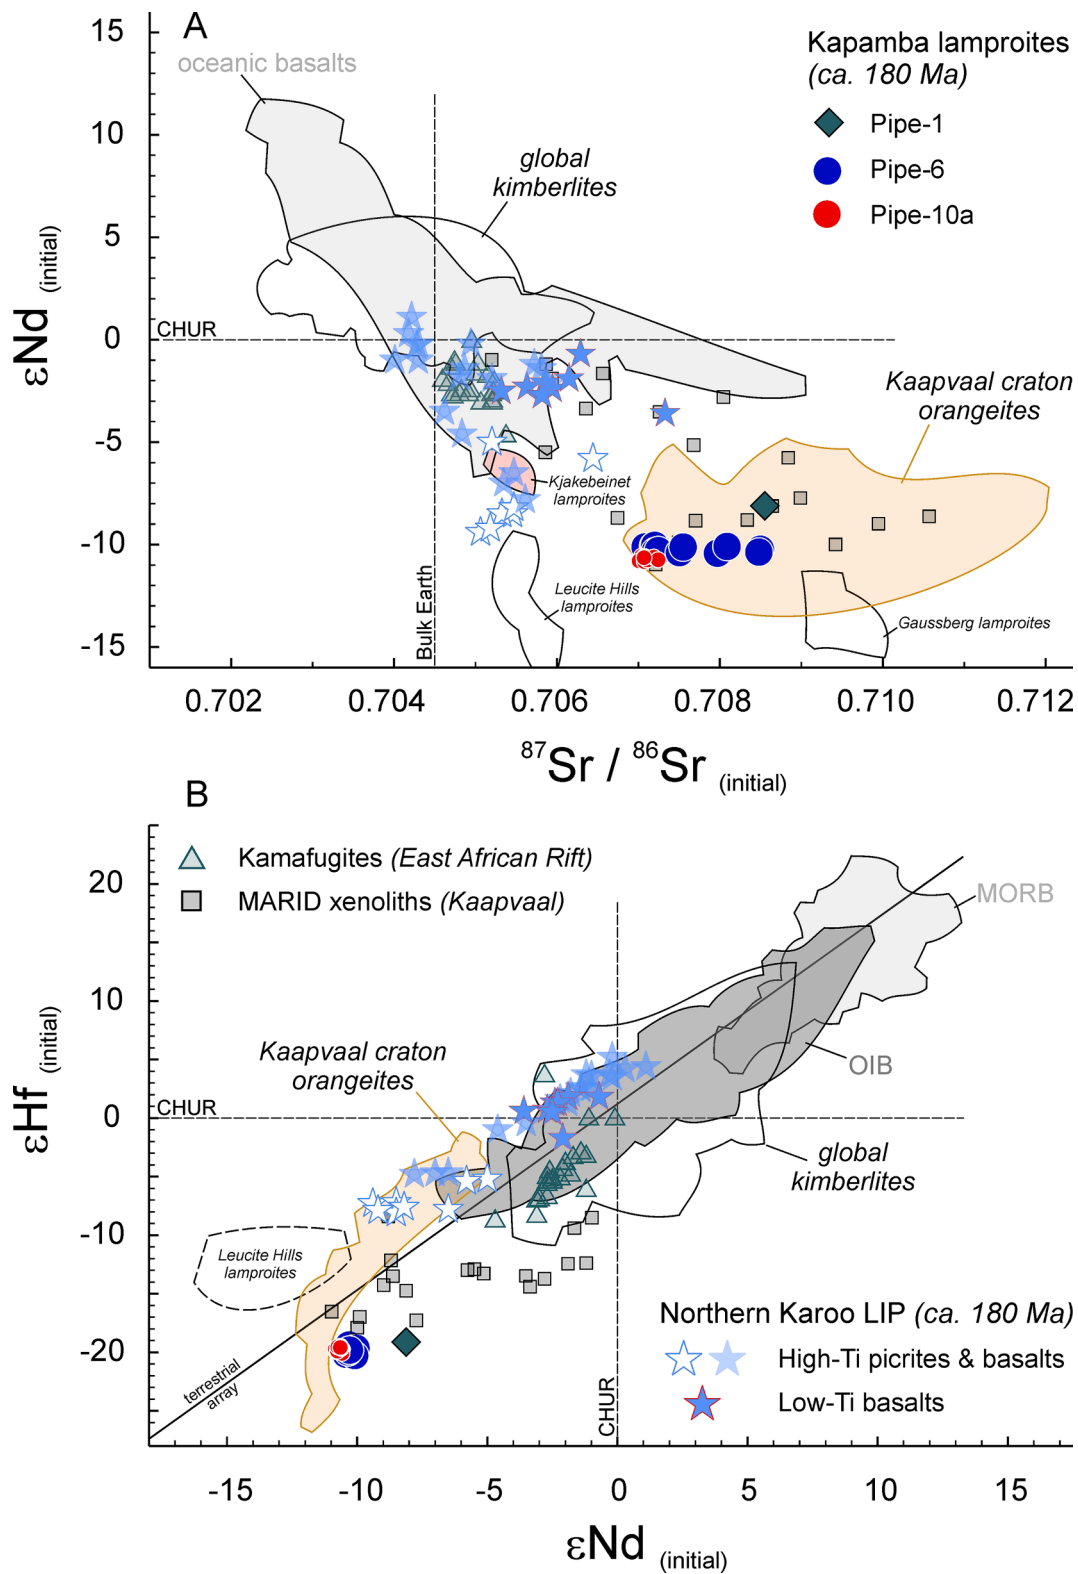 A
15
10
5
0
-5
-10
-15
εNd (initial)
oceanic basalts
global
kimberlites
Kapamba lamproites
(ca. 180 Ma)
Pipe-1
Pipe-6
Pipe-10a
CHUR
Kaapvaal craton
orangeites
Kjakebeinet
lamproites
Leucite Hills
lamproites
Gaussberg lamproites
Bulk Earth
0.702
0.704
0.706
0.708
0.710
0.712
87Sr / 86Sr (initial)
B
Kamafugites (East African Rift)
MARID xenoliths (Kaapvaal)
20
10
0
-10
-20
εHf (initial)
MORB
Kaapvaal craton
orangeites
OIB
CHUR
global
kimberlites
Leucite Hills
lamproites
terrestrial
array
CHUR
Northern Karoo LIP (ca. 180 Ma)
High-Ti picrites & basalts
Low-Ti basalts
-15
-10
-5
0
5
10
15
εNd (initial)